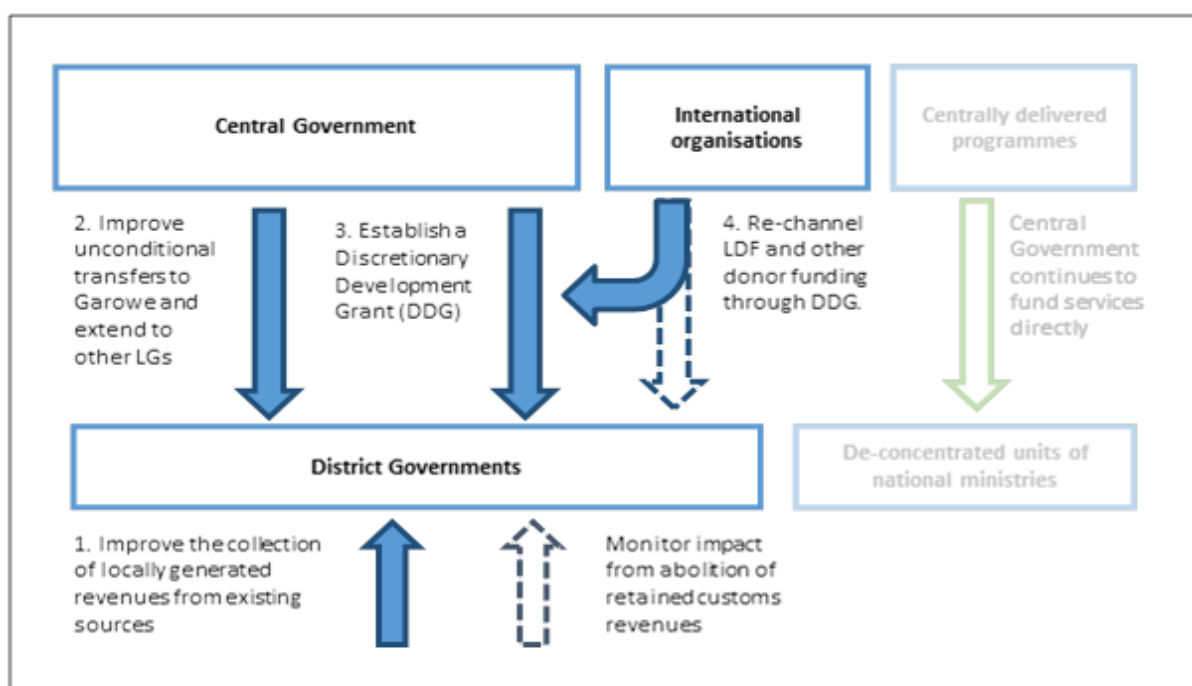 Central Government
International
organisations
Centrally delivered
programmes
2. Improve
unconditional
transfers to
Garowe and
extend to
other LGs
3. Establish a
Discretionary
Development
Grant (DDG)
4. Re-channel
LDF and other
donor funding
through DDG.
Central
Government
continues to
fund services
directly
District Governments
De-concentrated units of
national ministries
1. Improve the collection
of locally generated
revenues from existing
sources
Monitor impact
from abolition of
retained customs
revenues